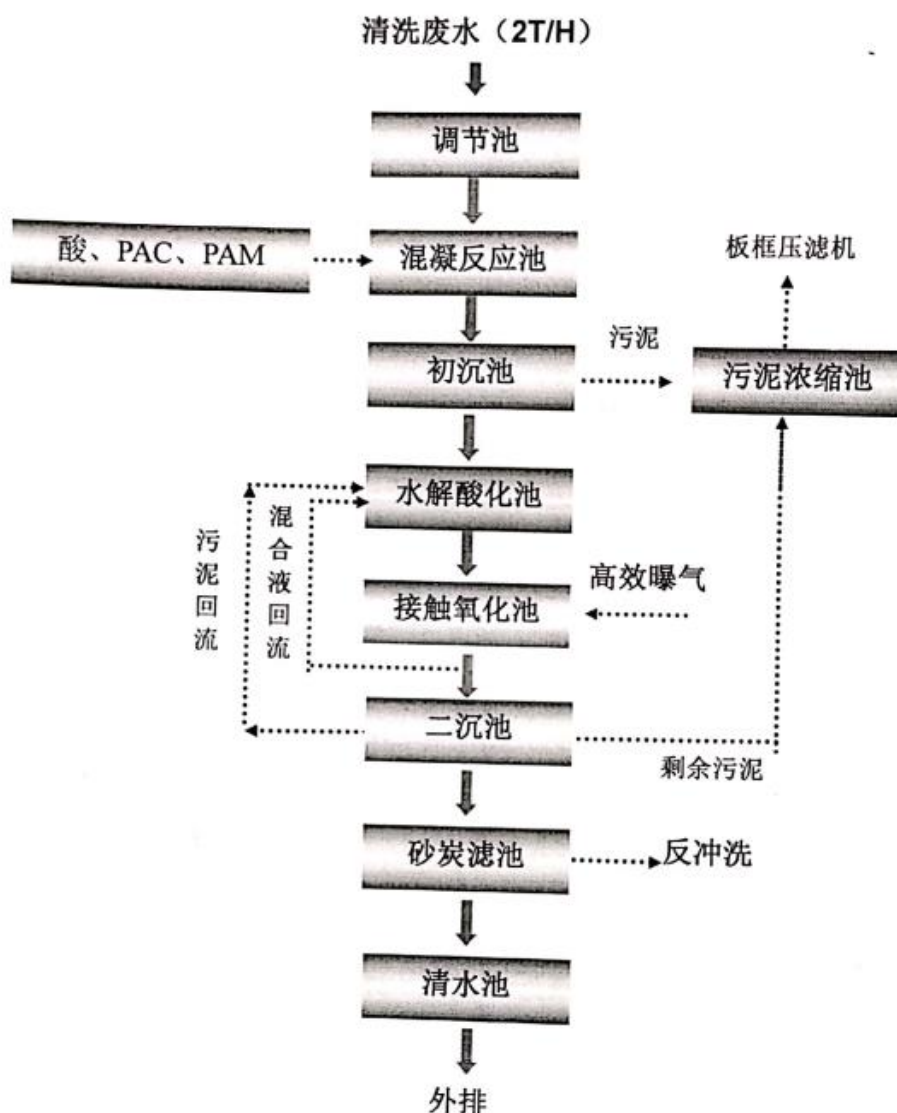 清洗废水（2T/H）
调节池
酸、PAC、PAM
混凝反应池
板框压滤机
初沉池
污泥
污泥浓缩池
水解酸化池
污泥回流
混合液回流
高效曝气
接触氧化池
二沉池
剩余污泥
砂炭滤池
反冲洗
清水池
外排